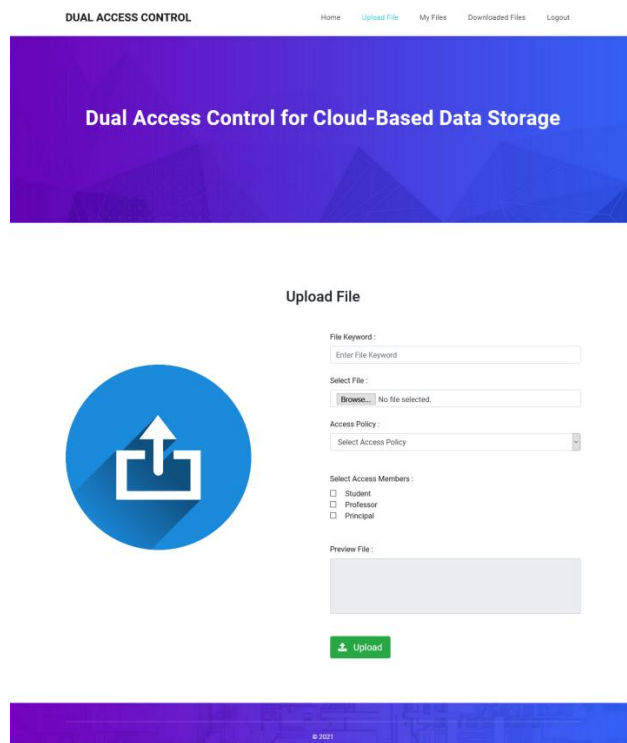 DUAL ACCESS CONTROL
Home Upload File My Files Downloaded Files Logout
Dual Access Control for Cloud-Based Data Storage
Upload File
File Keyword :
Enter File Keyword
Select File :
Browse... No file selected.
Access Policy :
Select Access Policy
Select Access Members :
Student
Professor
Principal
Preview File :
Upload
© 2021